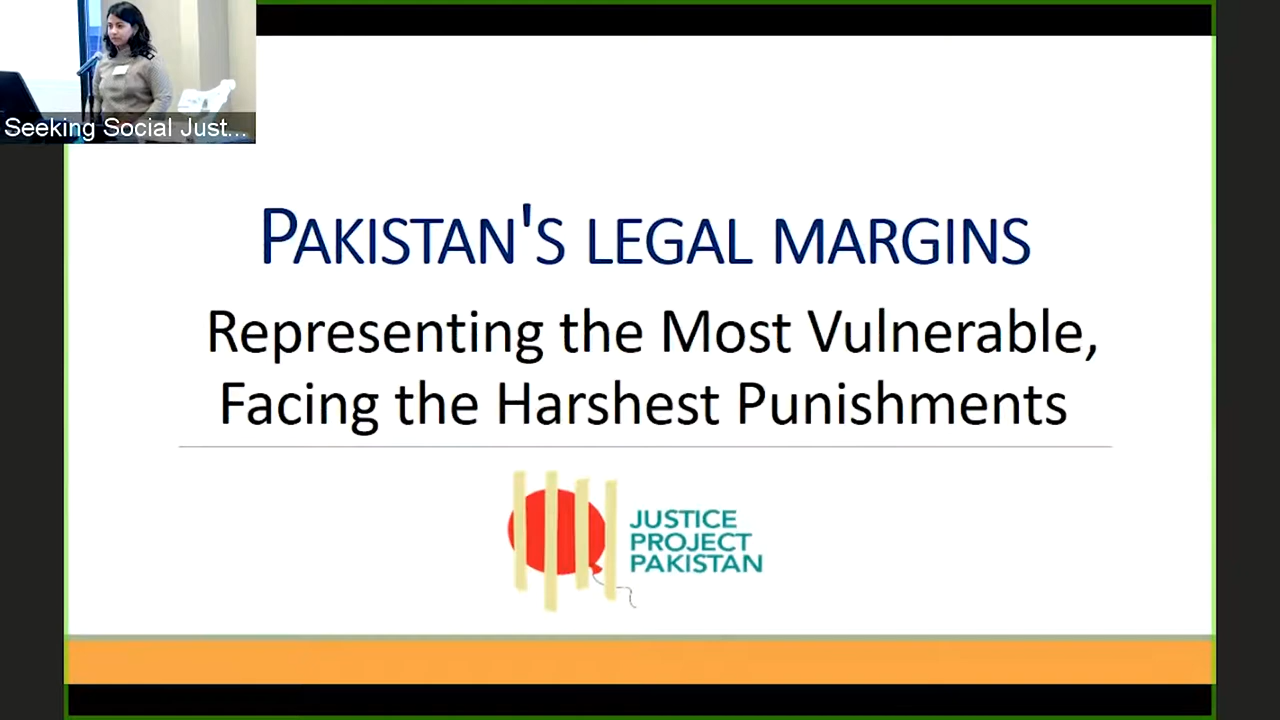 Seeking Social Just...
PAKISTAN'S LEGAL MARGINS
Representing the Most Vulnerable,
Facing the Harshest Punishments
JUSTICE
PROJECT
PAKISTAN